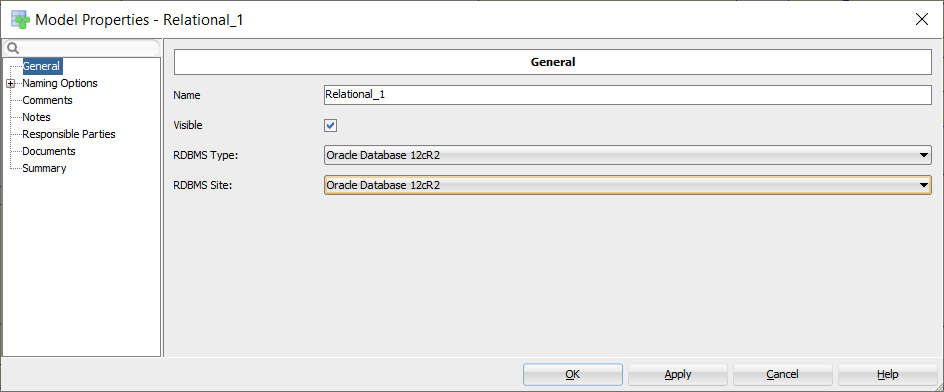 Model Properties - Relational_1
General
Naming Options
Comments
Notes
Responsible Parties
Documents
Summary
General
Name
Relational_1
Visible
RDBMS Type:
Oracle Database 12cR2
RDBMS Site:
Oracle Database 12cR2
OK
Apply
Cancel
Help